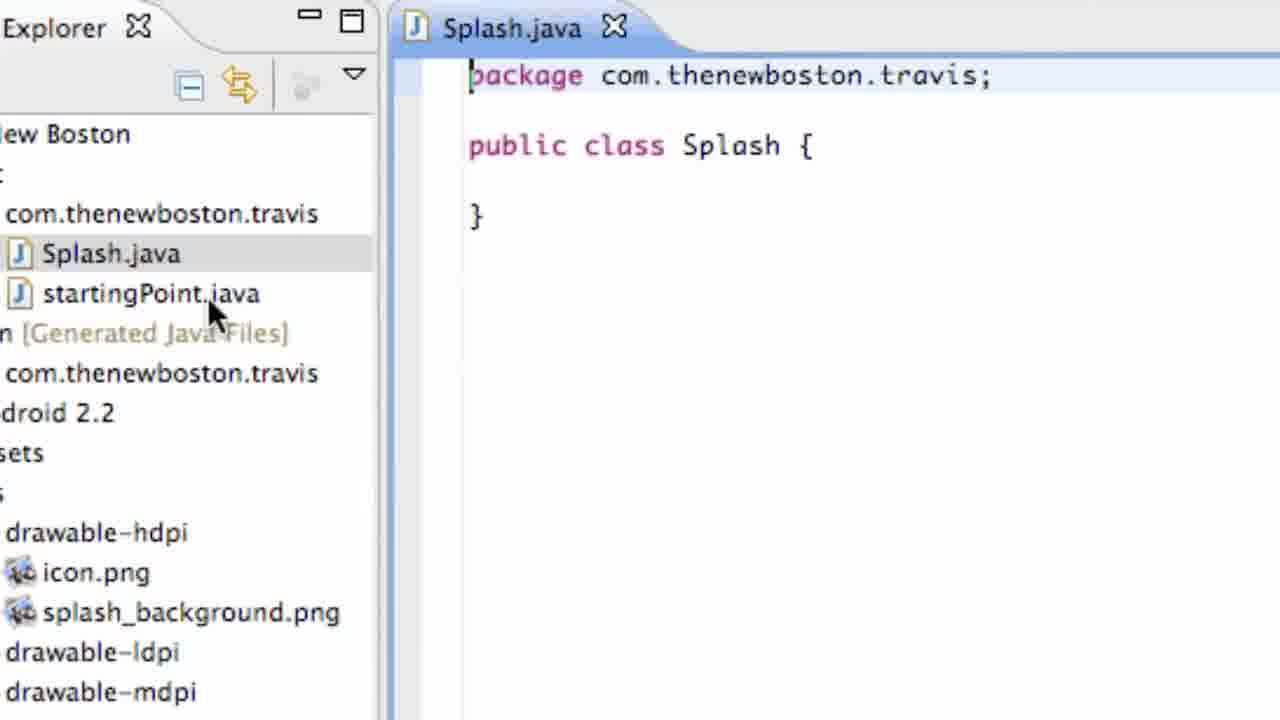 Explorer
Splash.java
package com.thenewboston.travis;
public class Splash {
}
ew Boston
com.thenewboston.travis
Splash.java
startingPoint.java
n [Generated Java Files]
com.thenewboston.travis
droid 2.2
sets
s
drawable-hdpi
icon.png
splash_background.png
drawable-ldpi
drawable-mdpi